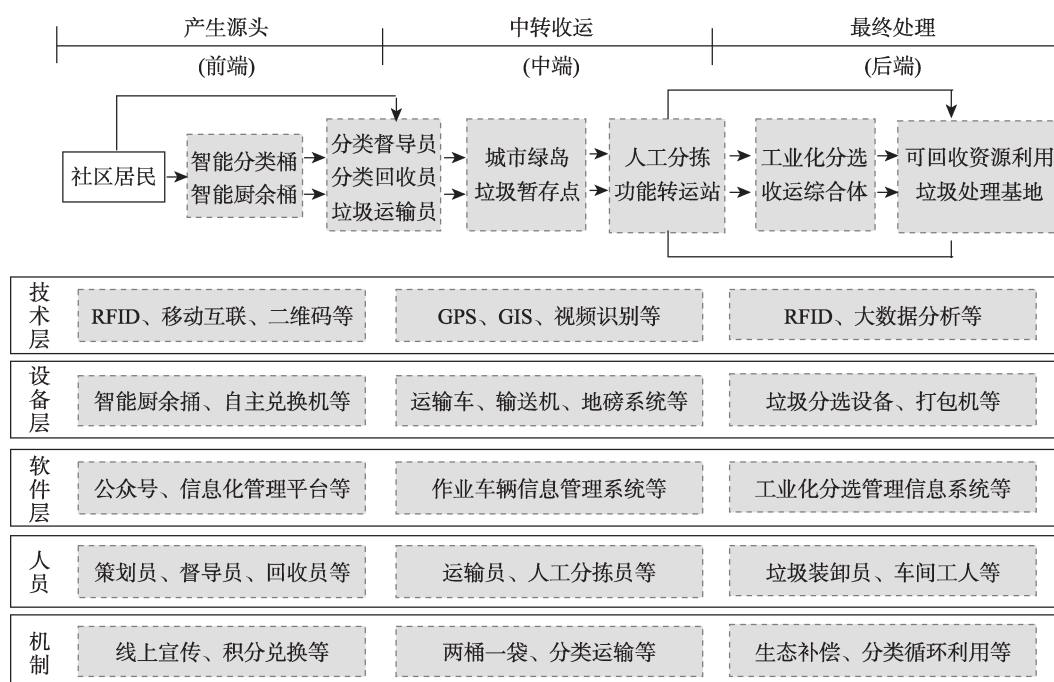 产生源头
中转收运
最终处理
(前端)
(中端)
(后端)
社区居民
智能分类桶
智能厨余桶
分类督导员
分类回收员
垃圾运输员
城市绿岛
垃圾暂存点
人工分拣
功能转运站
工业化分选
收运综合体
可回收资源利用
垃圾处理基地
技术层
RFID、移动互联、二维码等
GPS、GIS、视频识别等
RFID、大数据分析等
设备层
智能厨余捅、自主兑换机等
运输车、输送机、地磅系统等
垃圾分选设备、打包机等
软件层
公众号、信息化管理平台等
作业车辆信息管理系统等
工业化分选管理信息系统等
人员
策划员、督导员、回收员等
运输员、人工分拣员等
垃圾装卸员、车间工人等
机制
线上宣传、积分兑换等
两桶一袋、分类运输等
生态补偿、分类循环利用等